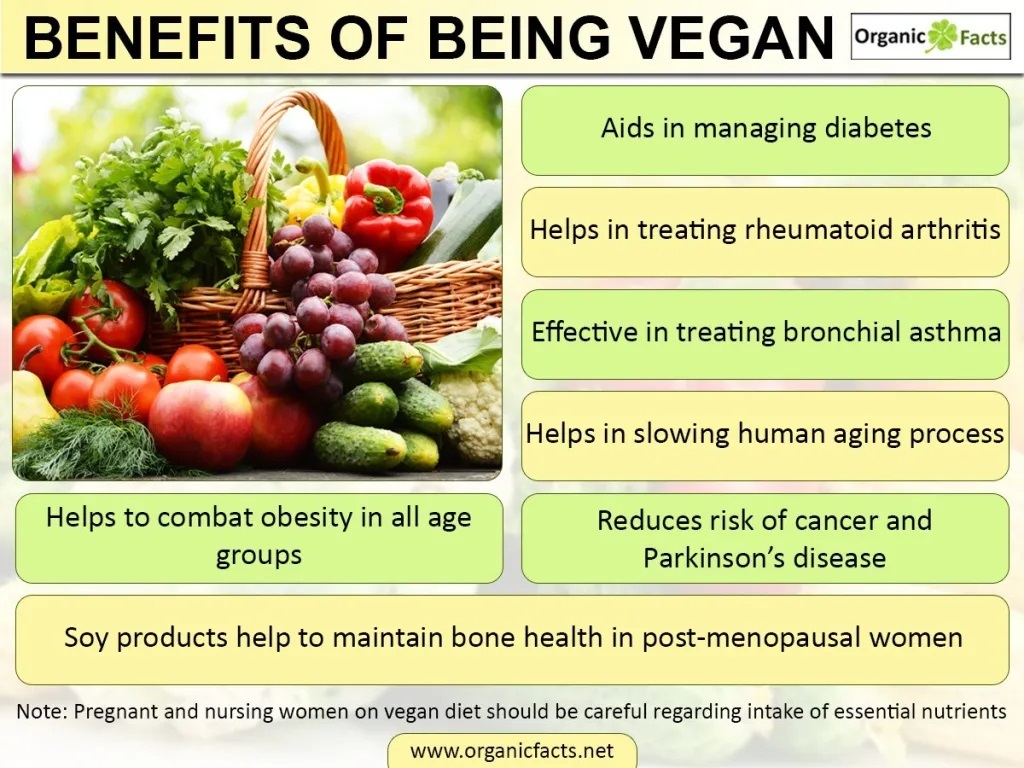 BENEFITS OF BEING VEGAN
Organic Facts
Aids in managing diabetes
Helps in treating rheumatoid arthritis
Effective in treating bronchial asthma
Helps in slowing human aging process
Helps to combat obesity in all age
groups
Reduces risk of cancer and
Parkinson’s disease
Soy products help to maintain bone health in post-menopausal women
Note: Pregnant and nursing women on vegan diet should be careful regarding intake of essential nutrients
www.organicfacts.net